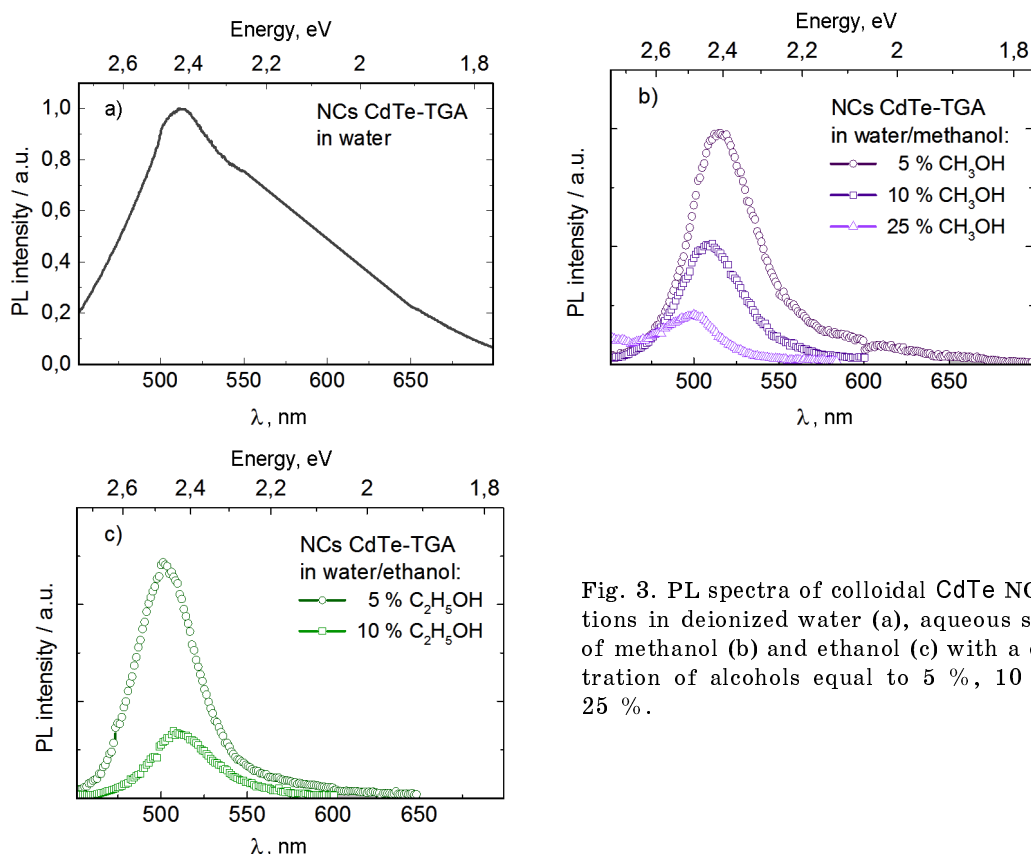 Energy, eV
2,6 2,4 2,2 2 1,8
a)
NCs CdTe-TGA
in water
PL intensity / a.u.
1,0
0,8
0,6
0,4
0,2
0,0
500 550 600 650
λ, nm
Energy, eV
2,6 2,4 2,2 2 1,8
b)
NCs CdTe-TGA
in water/methanol:
5 % CH₃OH
10 % CH₃OH
25 % CH₃OH
PL intensity / a.u.
500 550 600 650
λ, nm
Energy, eV
2,6 2,4 2,2 2 1,8
c)
NCs CdTe-TGA
in water/ethanol:
5 % C₂H₅OH
10 % C₂H₅OH
PL intensity / a.u.
500 550 600 650
λ, nm
Fig. 3. PL spectra of colloidal CdTe NC
tions in deionized water (a), aqueous s
of methanol (b) and ethanol (c) with a
tration of alcohols equal to 5 %, 10
25 %.